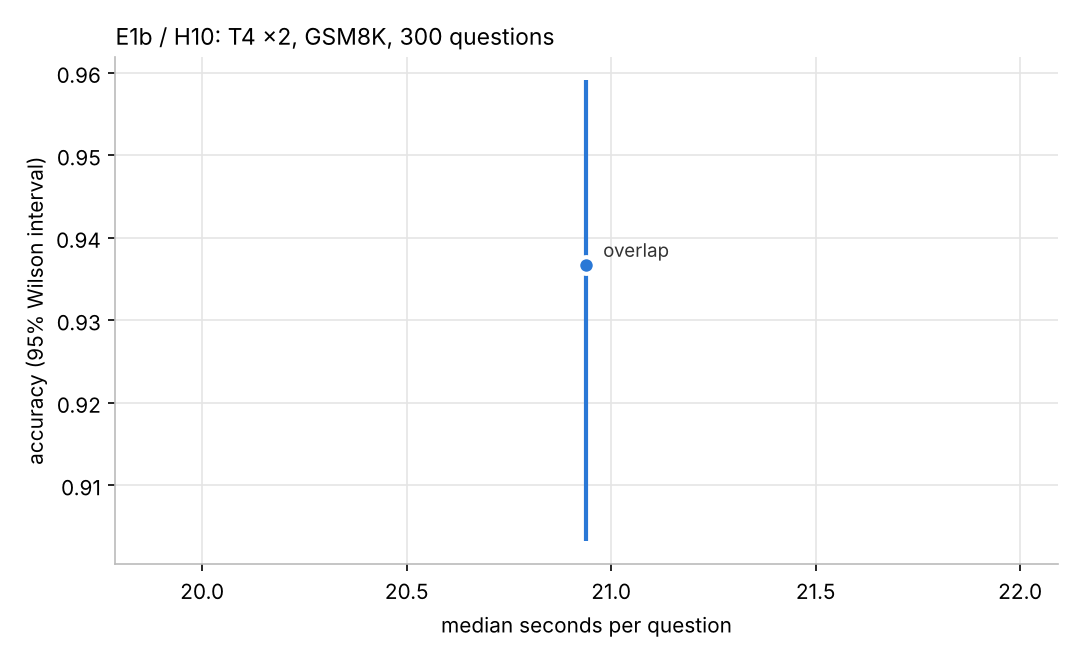 E1b / H10: T4 ×2, GSM8K, 300 questions
accuracy (95% Wilson interval)
0.96
0.95
0.94
0.93
0.92
0.91
overlap
20.0 20.5 21.0 21.5 22.0
median seconds per question